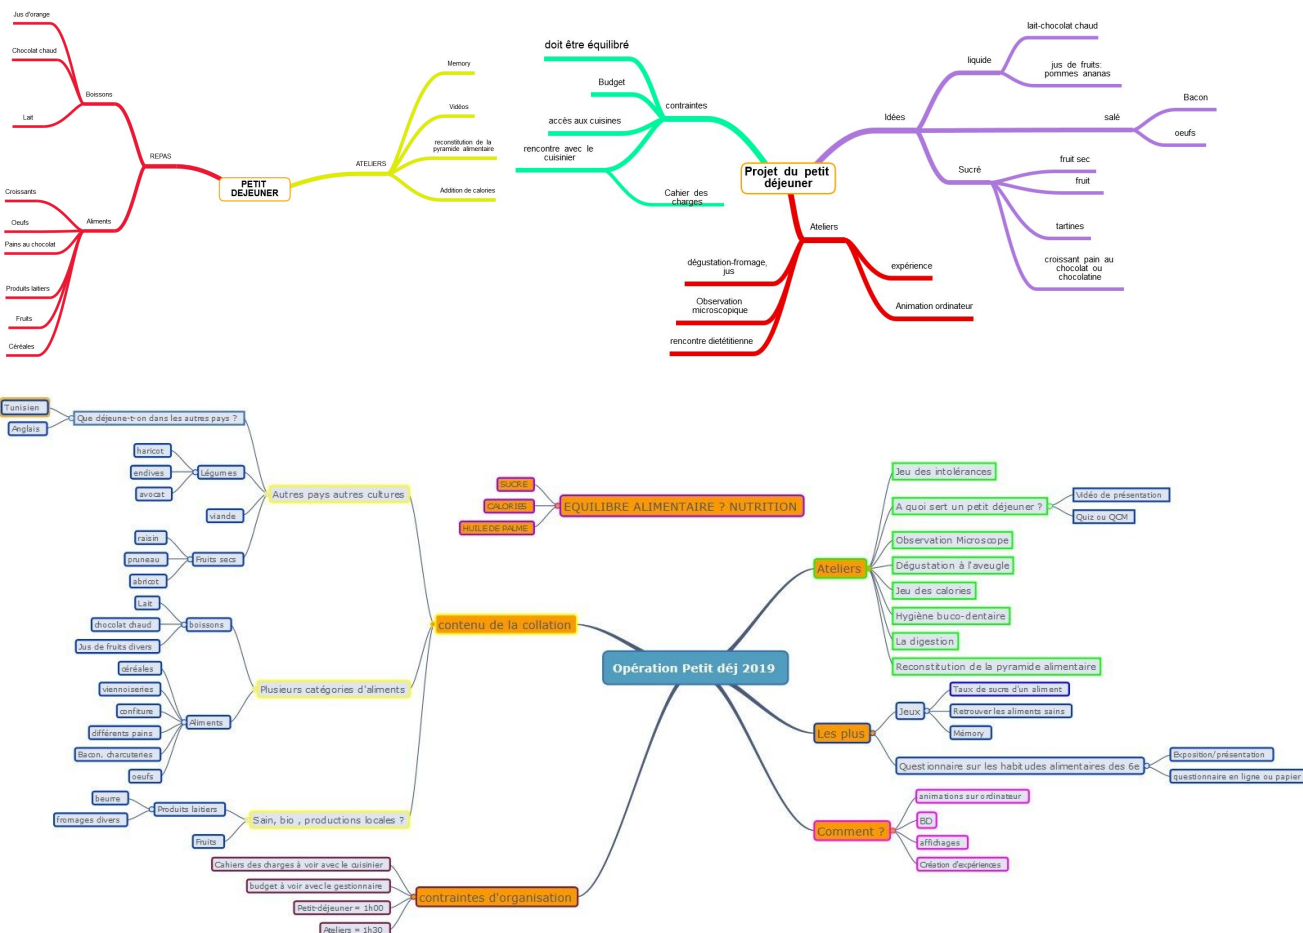 Jus d'orange
Chocolat chaud
Boissons
Lait
REPAS
Croissants
Oeufs
Aliments
Pains au chocolat
Produits laitiers
Fruits
Céréales
PETIT
DEJEUNER
Memory
Vidéos
ATELIERS
reconstitution de la
pyramide alimentaire
Addition de calories
doit être équilibré
Budget
contraintes
accès aux cuisines
rencontre avec le
cuisinier
Cahier des
charges
Projet du petit
déjeuner
lait-chocolat chaud
liquide
jus de fruits:
pommes ananas
Idées
Bacon
salé
oeufs
fruit sec
Sucré
fruit
tartines
croissant pain au
chocolat ou
chocolatine
Ateliers
dégustation-fromage,
jus
expérience
Observation
microscopique
Animation ordinateur
rencontre dietétitienne
Tunisien
Que déjeune-t-on dans les autres pays ?
Anglais
haricot
endives
Légumes
avocat
Autres pays autres cultures
viande
raisin
pruneau
Fruits secs
abricot
Lait
chocolat chaud
boissons
Jus de fruits divers
céréales
viennoiseries
Plusieurs catégories d'aliments
confiture
Aliments
différents pains
Bacon, charcuteries
oeufs
beurre
Produits laitiers
fromages divers
Sain, bio , productions locales ?
Fruits
contenu de la collation
SUCRE
CALORIES
EQUILIBRE ALIMENTAIRE ? NUTRITION
HUILE DE PALME
Opération Petit déj 2019
Cahiers des charges à voir avec le cuisinier
budget à voir avec le gestionnaire
contraintes d'organisation
Petit-déjeuner = 1h00
Ateliers = 1h30
Jeu des intolérances
A quoi sert un petit déjeuner ?
Vidéo de présentation
Quiz ou QCM
Observation Microscope
Ateliers
Dégustation à l'aveugle
Jeu des calories
Hygiène buco-dentaire
La digestion
Reconstitution de la pyramide alimentaire
Taux de sucre d'un aliment
Jeux
Retrouver les aliments sains
Mémory
Les plus
Questionnaire sur les habitudes alimentaires des 6e
Exposition/présentation
questionnaire en ligne ou papier
animations sur ordinateur
BD
Comment ?
affichages
Création d'expériences